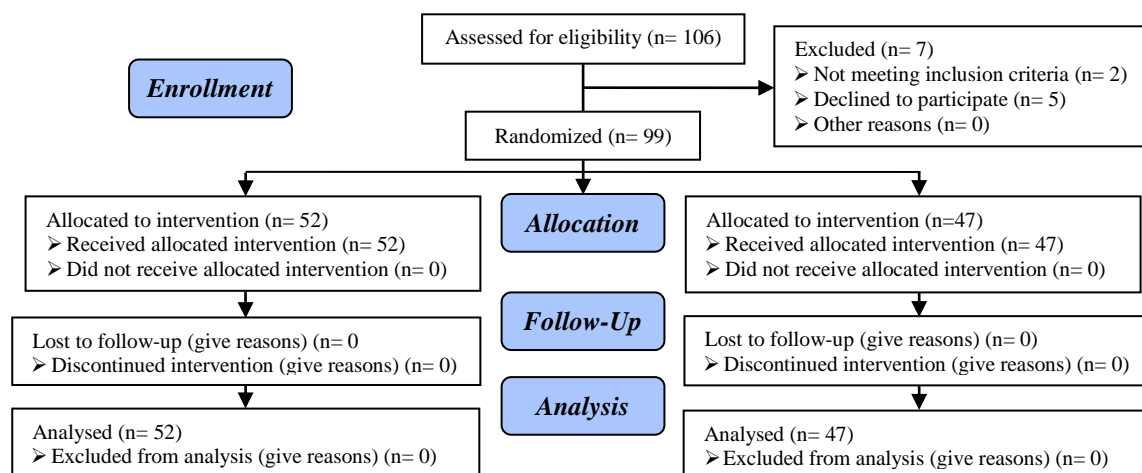 Assessed for eligibility (n= 106)
Excluded (n= 7)
➢ Not meeting inclusion criteria (n= 2)
➢ Declined to participate (n= 5)
➢ Other reasons (n= 0)
Enrollment
Randomized (n= 99)
Allocated to intervention (n= 52)
➢ Received allocated intervention (n= 52)
➢ Did not receive allocated intervention (n= 0)
Allocation
Allocated to intervention (n=47)
➢ Received allocated intervention (n= 47)
➢ Did not receive allocated intervention (n= 0)
Lost to follow-up (give reasons) (n= 0
➢ Discontinued intervention (give reasons) (n= 0)
Follow-Up
Lost to follow-up (give reasons) (n= 0)
➢ Discontinued intervention (give reasons) (n= 0)
Analysed (n= 52)
➢ Excluded from analysis (give reasons) (n= 0)
Analysis
Analysed (n= 47)
➢ Excluded from analysis (give reasons) (n= 0)